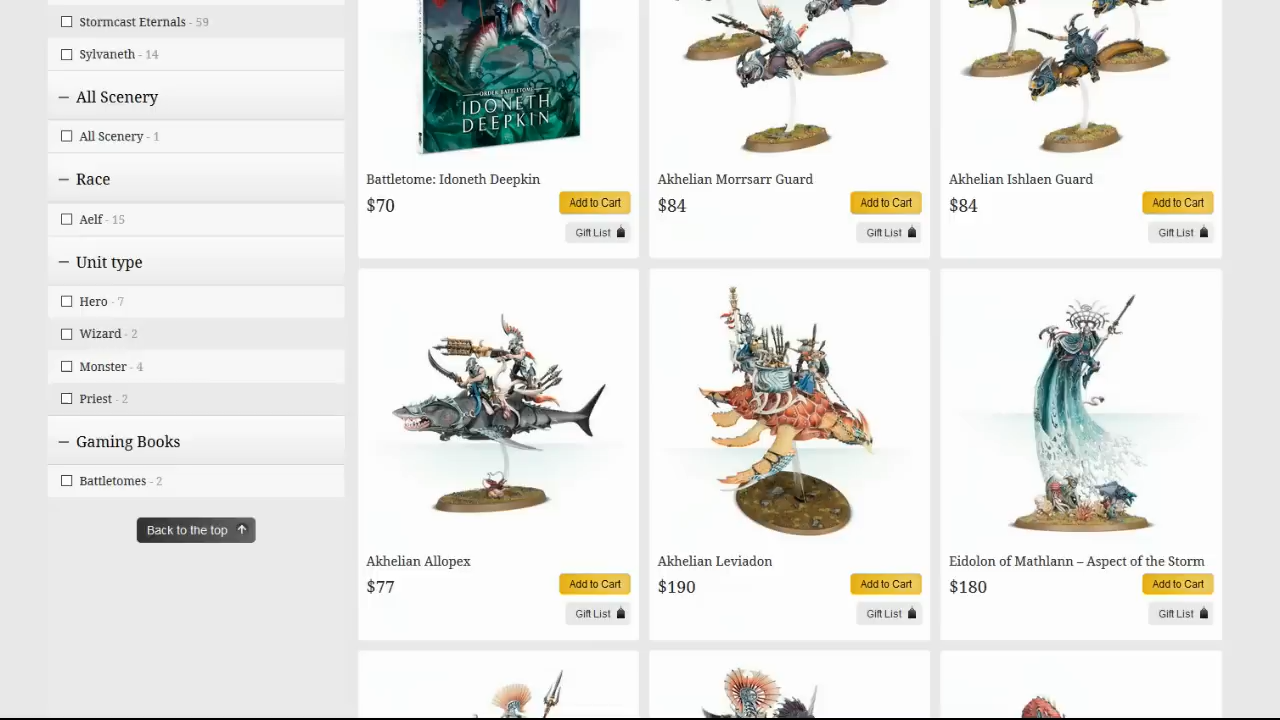 Stormcast Eternals - 59
Sylvaneth - 14
All Scenery
All Scenery - 1
Race
Aelf - 15
Unit type
Hero - 7
Wizard - 2
Monster - 4
Priest - 2
Gaming Books
Battletomes - 2
Back to the top
ORDER BATTLETOME
IDONETH
DEEPKIN
Battletome: Idoneth Deepkin
$70
Add to Cart
Gift List
Akhelian Morrsarr Guard
$84
Add to Cart
Gift List
Akhelian Ishlaen Guard
$84
Add to Cart
Gift List
Akhelian Allopex
$77
Add to Cart
Gift List
Akhelian Leviadon
$190
Add to Cart
Gift List
Eidolon of Mathlann – Aspect of the Storm
$180
Add to Cart
Gift List